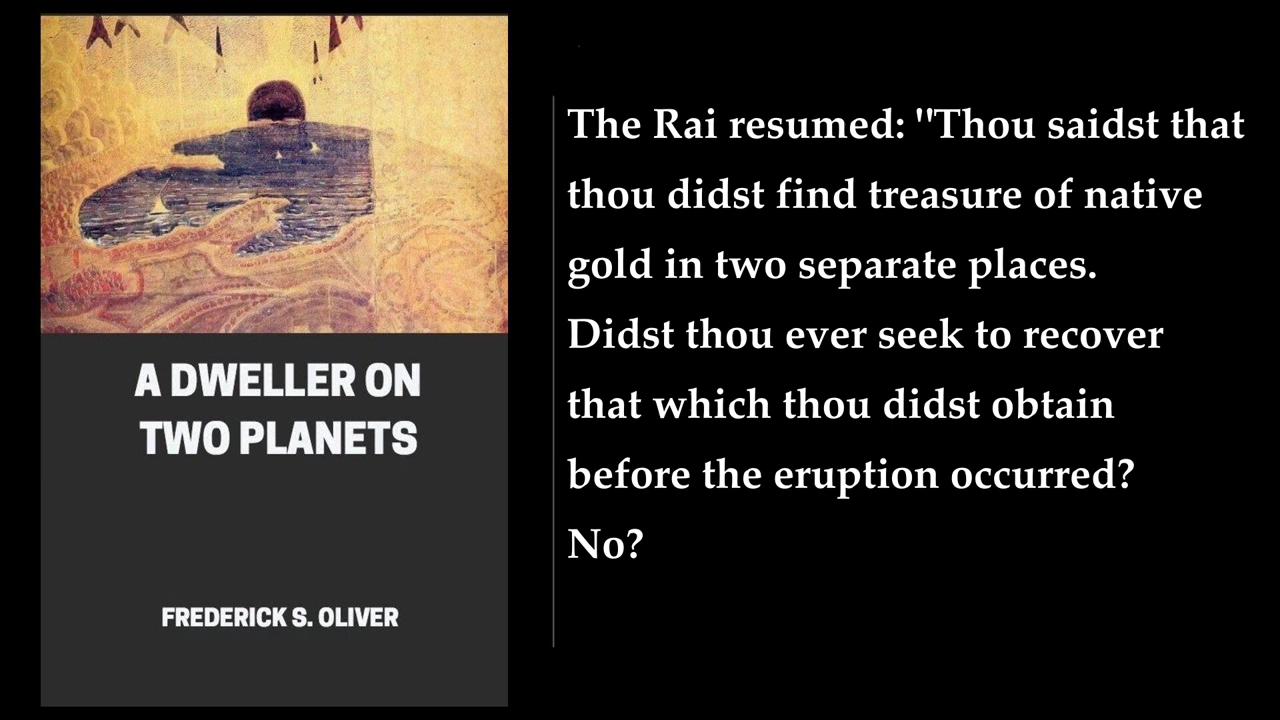 A DWELLER ON
TWO PLANETS
FREDERICK S. OLIVER
The Rai resumed: "Thou saidst that
thou didst find treasure of native
gold in two separate places.
Didst thou ever seek to recover
that which thou didst obtain
before the eruption occurred?
No?